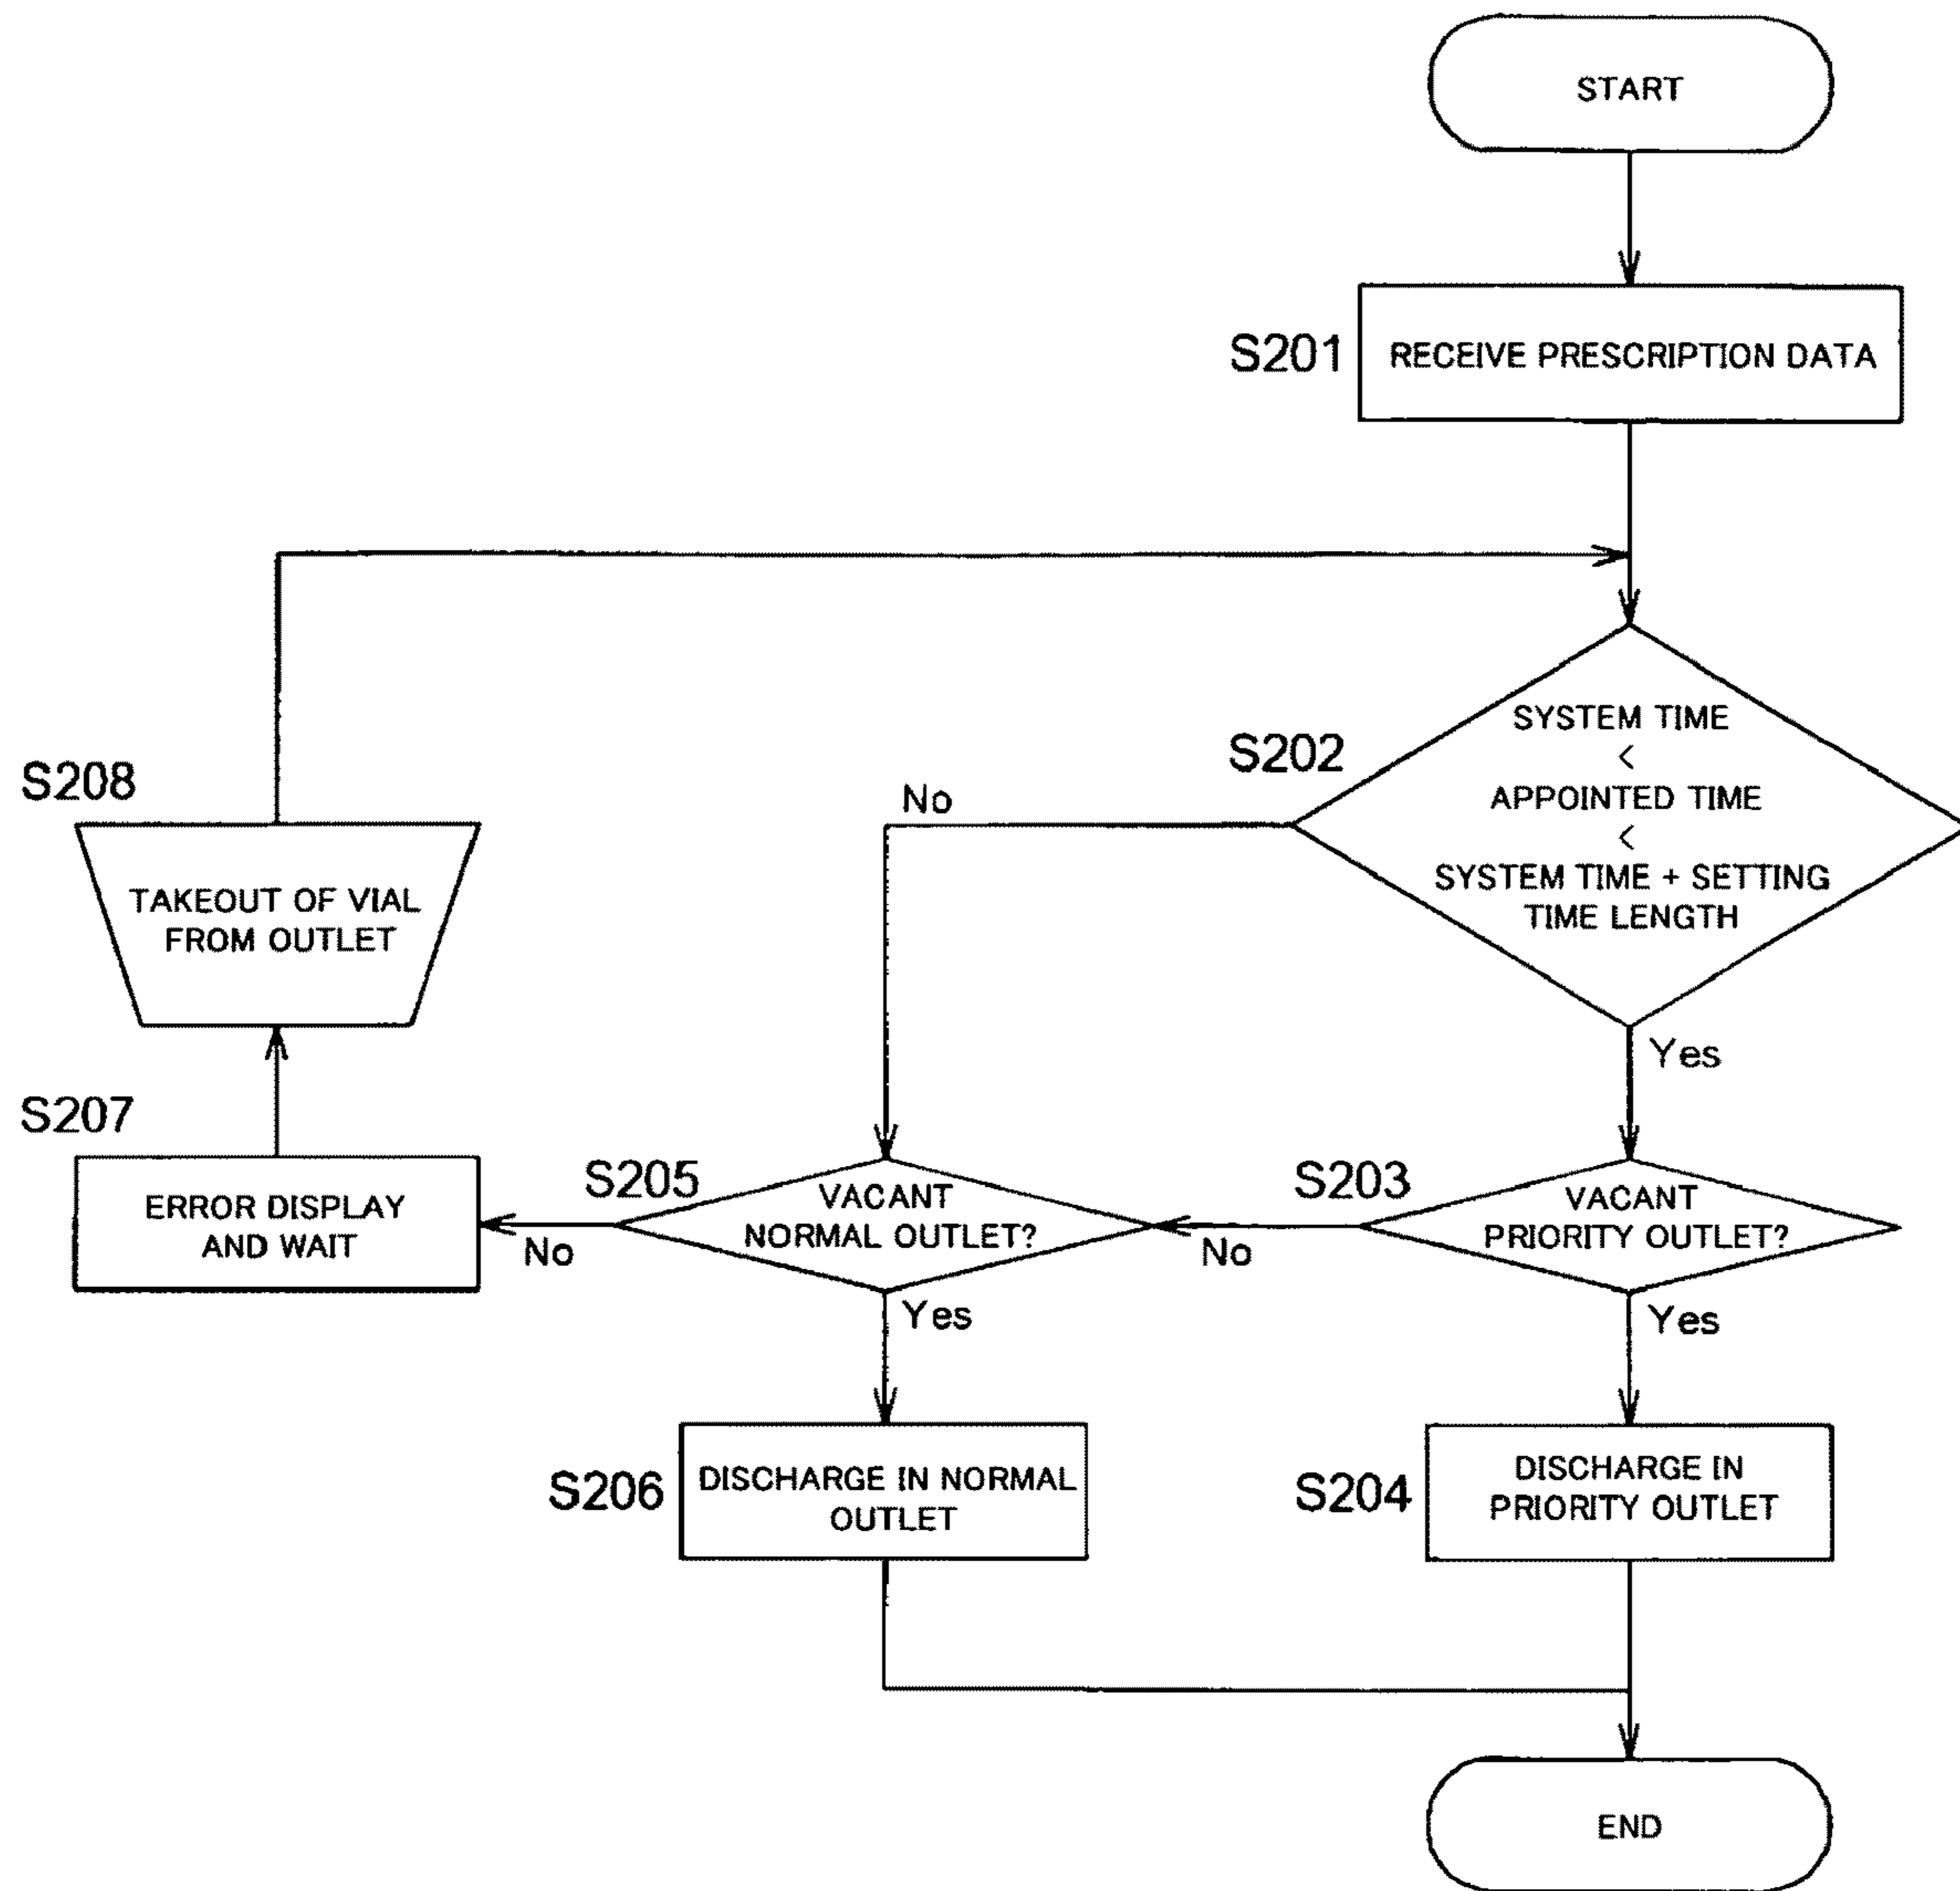 START
S201
RECEIVE PRESCRIPTION DATA
S202
SYSTEM TIME
<
APPOINTED TIME
<
SYSTEM TIME + SETTING
TIME LENGTH
No
Yes
S208
TAKEOUT OF VIAL
FROM OUTLET
S207
ERROR DISPLAY
AND WAIT
No
S205
VACANT
NORMAL OUTLET?
No
S203
VACANT
PRIORITY OUTLET?
Yes
Yes
S206
DISCHARGE IN NORMAL
OUTLET
S204
DISCHARGE IN
PRIORITY OUTLET
END